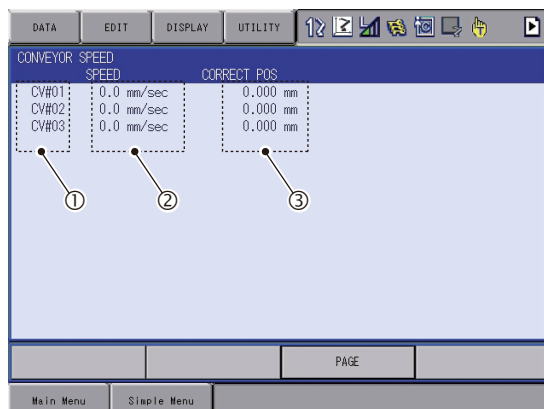 DATA EDIT DISPLAY UTILITY
CONVEYOR SPEED
SPEED CORRECT POS
CV#01 0.0 mm/sec 0.000 mm
CV#02 0.0 mm/sec 0.000 mm
CV#03 0.0 mm/sec 0.000 mm
① ② ③
PAGE
Main Menu Simple Menu